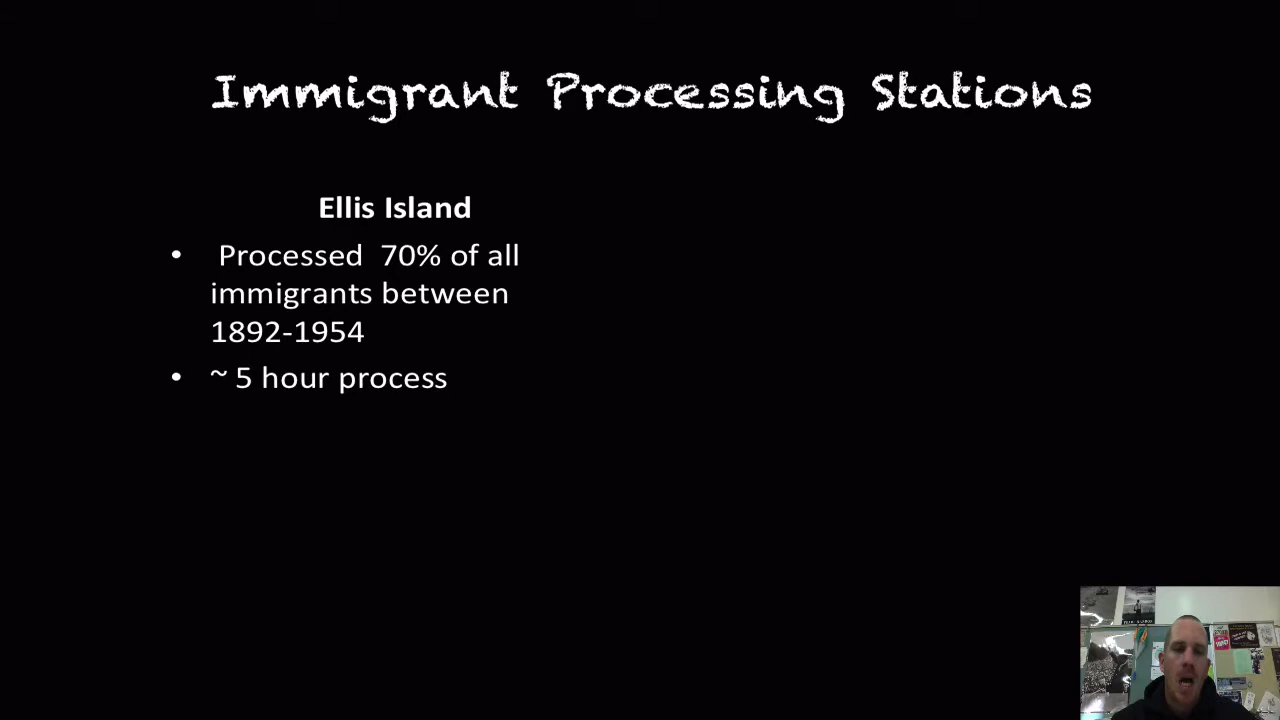 Immigrant Processing Stations
Ellis Island
• Processed 70% of all
immigrants between
1892-1954
• ~ 5 hour process